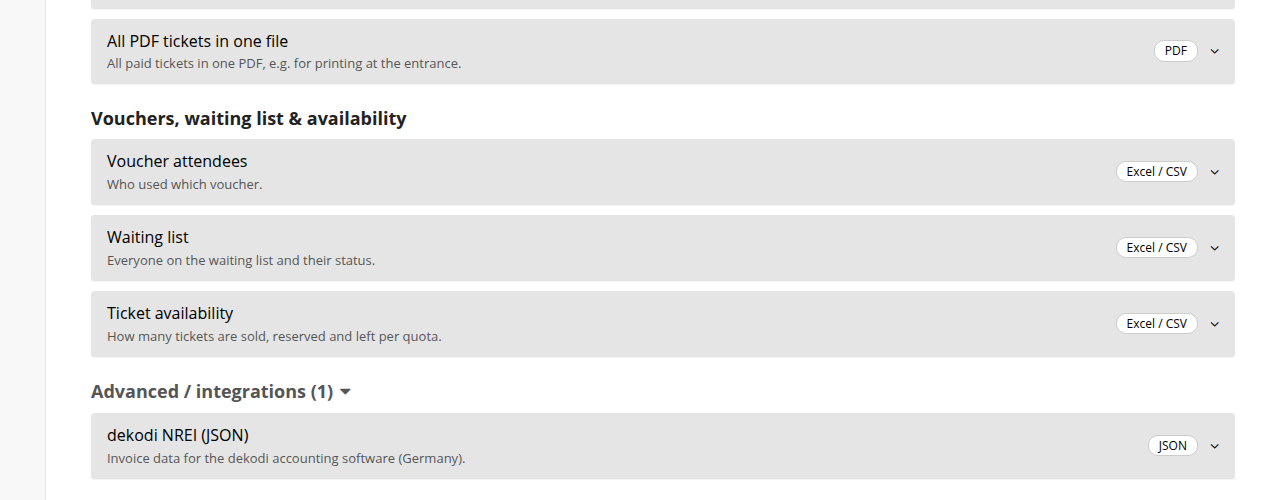 All PDF tickets in one file
All paid tickets in one PDF, e.g. for printing at the entrance.
PDF
Vouchers, waiting list & availability
Voucher attendees
Who used which voucher.
Excel / CSV
Waiting list
Everyone on the waiting list and their status.
Excel / CSV
Ticket availability
How many tickets are sold, reserved and left per quota.
Excel / CSV
Advanced / integrations (1)
dekodi NREI (JSON)
Invoice data for the dekodi accounting software (Germany).
JSON